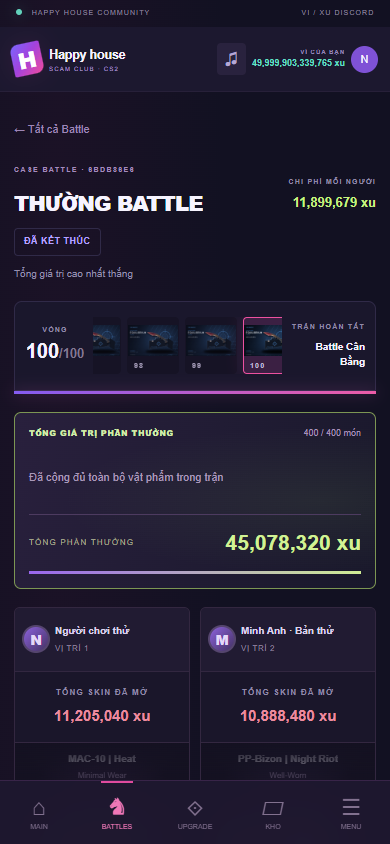 HAPPY HOUSE COMMUNITY
VÍ / XU DISCORD
H
Happy house
SCAM CLUB · CS2
VÍ CỦA BẠN
49,999,903,339,765 xu
N
← Tất cả Battle
CASE BATTLE · 6BDB86E6
THƯỜNG BATTLE
CHI PHÍ MỖI NGƯỜI
11,899,679 xu
ĐÃ KẾT THÚC
Tổng giá trị cao nhất thắng
VÒNG
100/100
98
99
100
TRẬN HOÀN TẤT
Battle Cân
Bằng
TỔNG GIÁ TRỊ PHẦN THƯỞNG
400 / 400 món
Đã cộng đủ toàn bộ vật phẩm trong trận
TỔNG PHẦN THƯỞNG
45,078,320 xu
N
Người chơi thử
VỊ TRÍ 1
M
Minh Anh · Bản thử
VỊ TRÍ 2
TỔNG SKIN ĐÃ MỞ
11,205,040 xu
TỔNG SKIN ĐÃ MỞ
10,888,480 xu
MAC-10 | Heat
Minimal Wear
PP-Bizon | Night Riot
Well-Worn
MAIN
BATTLES
UPGRADE
KHO
MENU